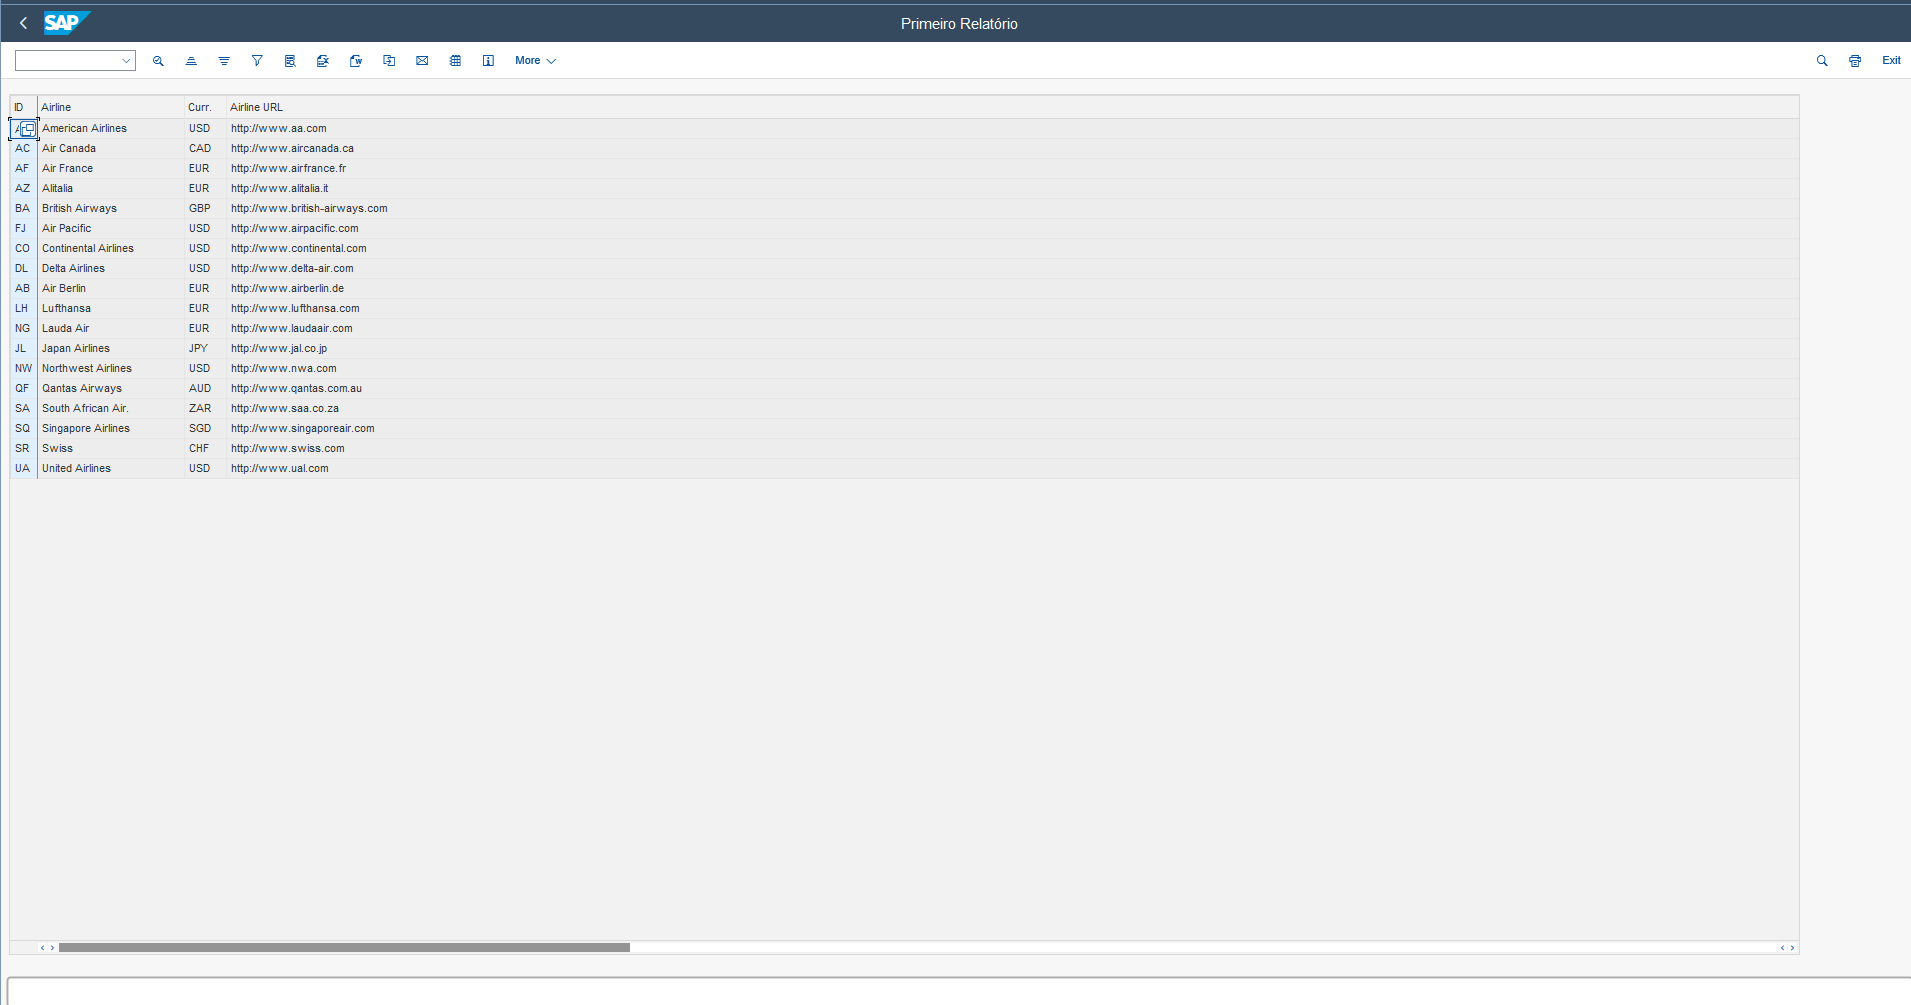 SAP
Primeiro Relatório
More
Exit
ID Airline Curr. Airline URL
American Airlines USD http://www.aa.com
AC Air Canada CAD http://www.aircanada.ca
AF Air France EUR http://www.airfrance.fr
AZ Alitalia EUR http://www.alitalia.it
BA British Airways GBP http://www.british-airways.com
FJ Air Pacific USD http://www.airpacific.com
CO Continental Airlines USD http://www.continental.com
DL Delta Airlines USD http://www.delta-air.com
AB Air Berlin EUR http://www.airberlin.de
LH Lufthansa EUR http://www.lufthansa.com
NG Lauda Air EUR http://www.laudaair.com
JL Japan Airlines JPY http://www.jal.co.jp
NW Northwest Airlines USD http://www.nwa.com
QF Qantas Airways AUD http://www.qantas.com.au
SA South African Air. ZAR http://www.saa.co.za
SQ Singapore Airlines SGD http://www.singaporeair.com
SR Swiss CHF http://www.swiss.com
UA United Airlines USD http://www.ual.com